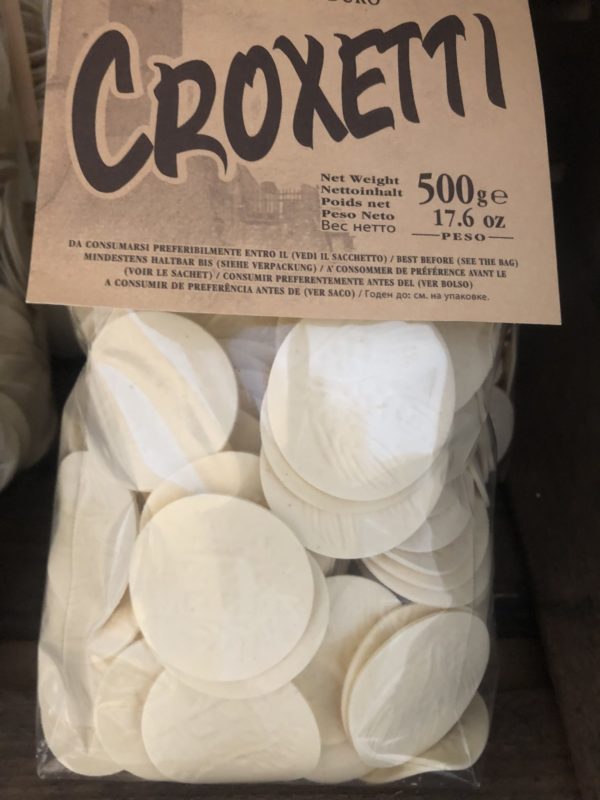 CROXETTI
Net Weight
Nettoinhalt
Poids net
Peso Neto
Вес нетто
500g e
17.6 oz
PESO
DA CONSUMARSI PREFERIBILMENTE ENTRO IL (VEDI IL SACCHETTO) / BEST BEFORE (SEE THE BAG)
MINDESTENS HALTBAR BIS (SIEHE VERPACKUNG) / A' CONSOMMER DE PRÉFÉRENCE AVANT LE
(VOIR LE SACHET) / CONSUMIR PREFERENTEMENTE ANTES DEL (VER BOLSO)
A CONSUMIR DE PREFERÊNCIA ANTES DE (VER SACO) / Годен до: см. на упаковке.